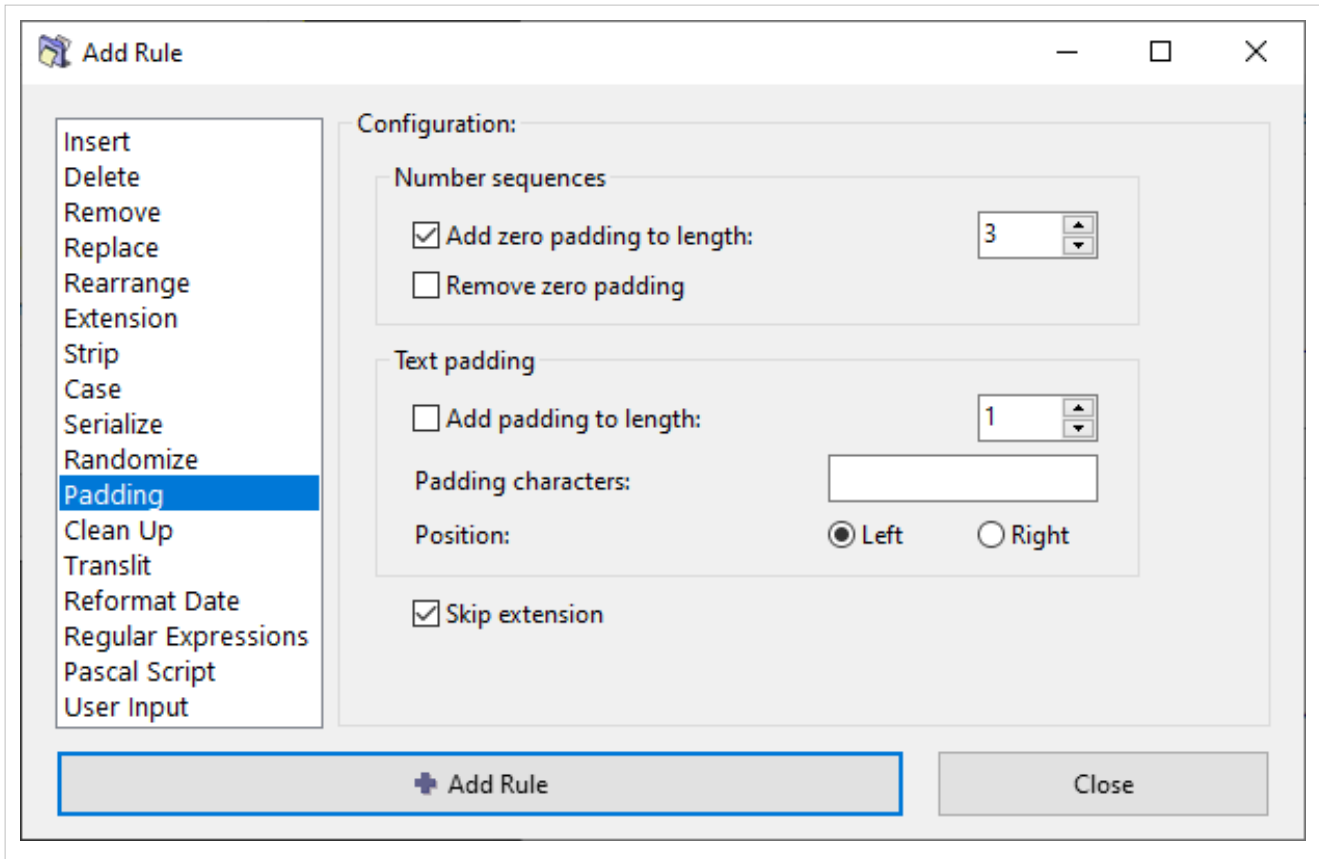 Add Rule
Insert
Delete
Remove
Replace
Rearrange
Extension
Strip
Case
Serialize
Randomize
Padding
Clean Up
Translit
Reformat Date
Regular Expressions
Pascal Script
User Input
Configuration:
Number sequences
Add zero padding to length: 3
Remove zero padding
Text padding
Add padding to length: 1
Padding characters:
Position: Left Right
Skip extension
Add Rule Close